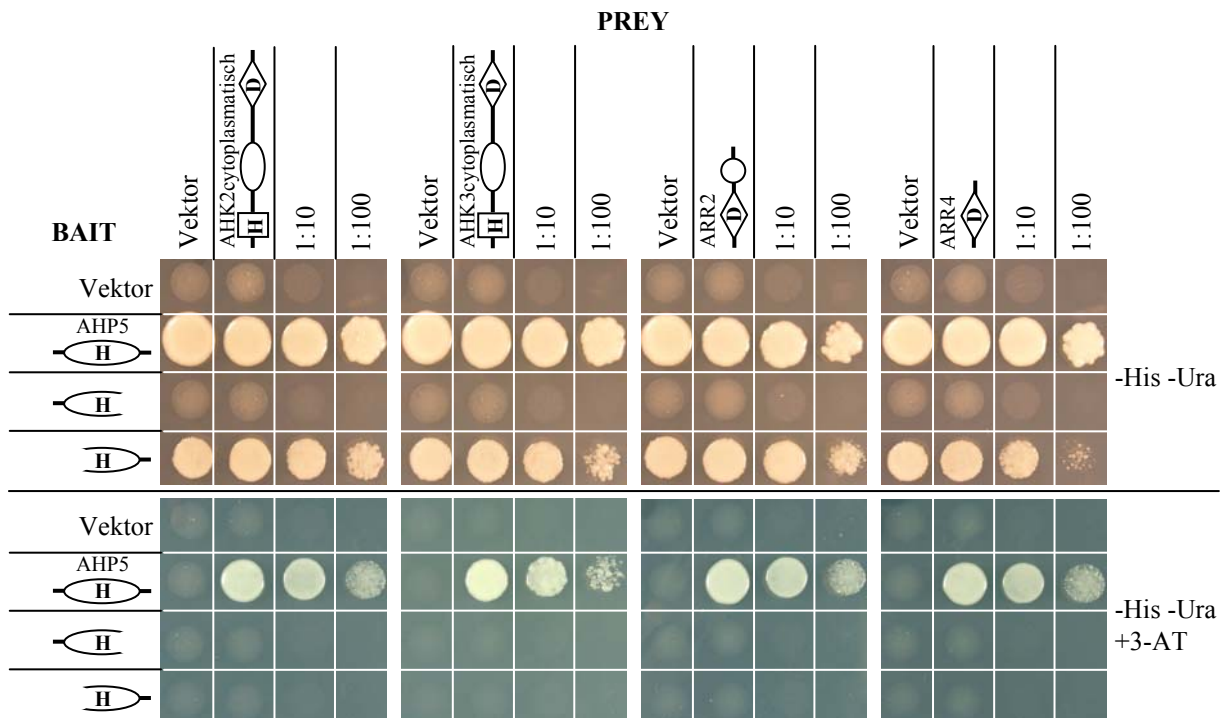 PREY
Vektor
AHK2cytoplasmatisch
H
D
1:10
1:100
Vektor
AHK3cytoplasmatisch
H
D
1:10
1:100
Vektor
ARR2
D
1:10
1:100
Vektor
ARR4
D
1:10
1:100
BAIT
Vektor
AHP5
H
H
H
-His -Ura
Vektor
AHP5
H
H
H
-His -Ura
+3-AT